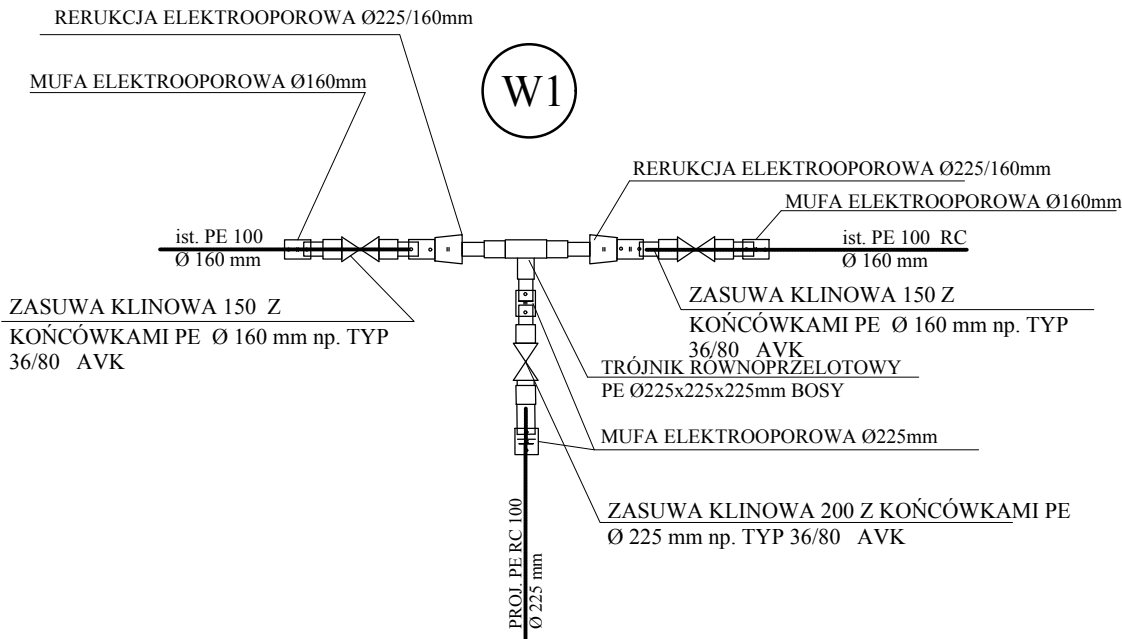 RERUKCJA ELEKTROOPOROWA Ø225/160mm
MUFA ELEKTROOPOROWA Ø160mm
W1
RERUKCJA ELEKTROOPOROWA Ø225/160mm
MUFA ELEKTROOPOROWA Ø160mm
ist. PE 100
Ø 160 mm
ist. PE 100 RC
Ø 160 mm
ZASUWA KLINOWA 150 Z
KOŃCÓWKAMI PE Ø 160 mm np. TYP
36/80 AVK
ZASUWA KLINOWA 150 Z
KOŃCÓWKAMI PE Ø 160 mm np. TYP
36/80 AVK
TRÓJNIK RÓWNOPRZELOTOWY
PE Ø225x225x225mm BOSY
MUFA ELEKTROOPOROWA Ø225mm
ZASUWA KLINOWA 200 Z KOŃCÓWKAMI PE
Ø 225 mm np. TYP 36/80 AVK
PROJ. PE RC 100
Ø 225 mm